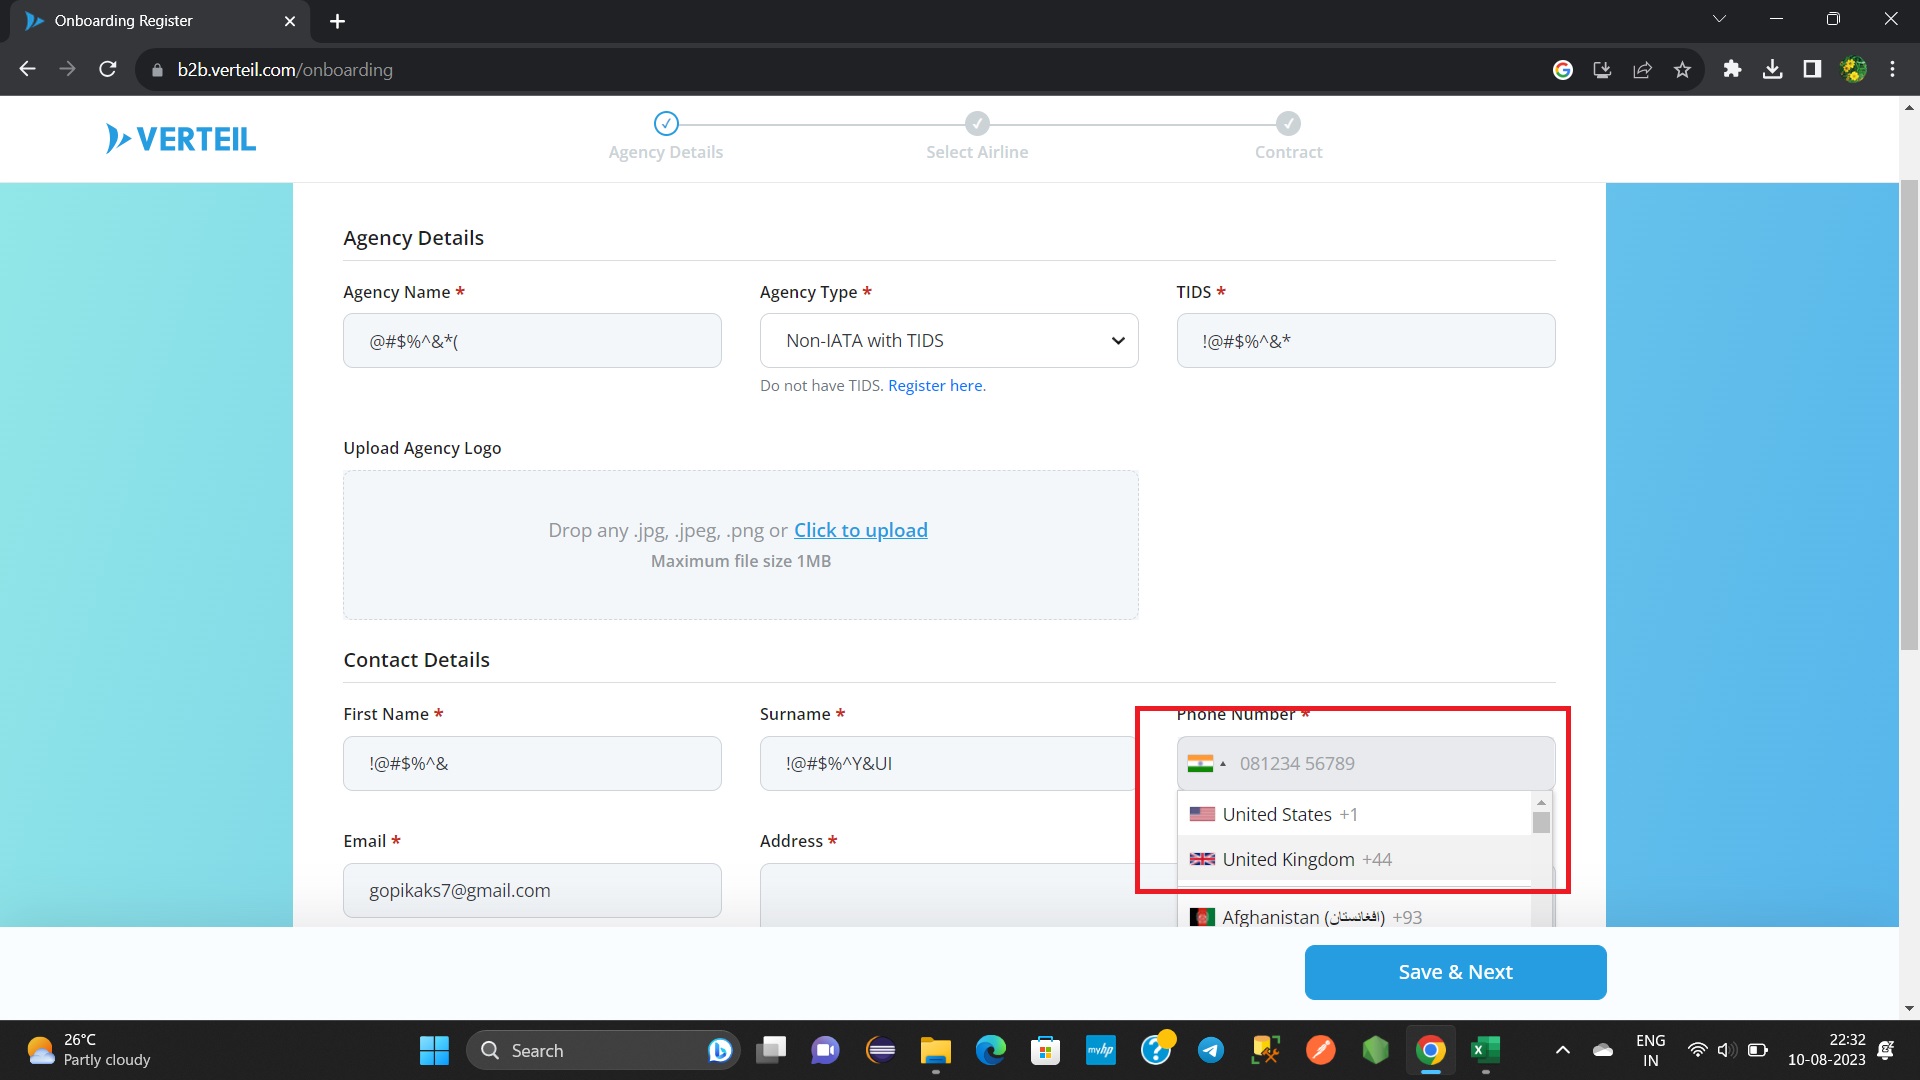 Onboarding Register
b2b.verteil.com/onboarding
VERTEIL
Agency Details
Select Airline
Contract
Agency Details
Agency Name *
Agency Type *
TIDS *
@#$%^&*(
Non-IATA with TIDS
!@#$%^&*
Do not have TIDS. Register here.
Upload Agency Logo
Drop any .jpg, .jpeg, .png or Click to upload
Maximum file size 1MB
Contact Details
First Name *
Surname *
Phone Number *
!@#$%^&
!@#$%^Y&UI
081234 56789
United States +1
United Kingdom +44
Email *
Address *
gopikaks7@gmail.com
Afghanistan (‫افغانستان‬‎) +93
Save & Next
26°C
Partly cloudy
Search
myhp
ENG
IN
22:32
10-08-2023